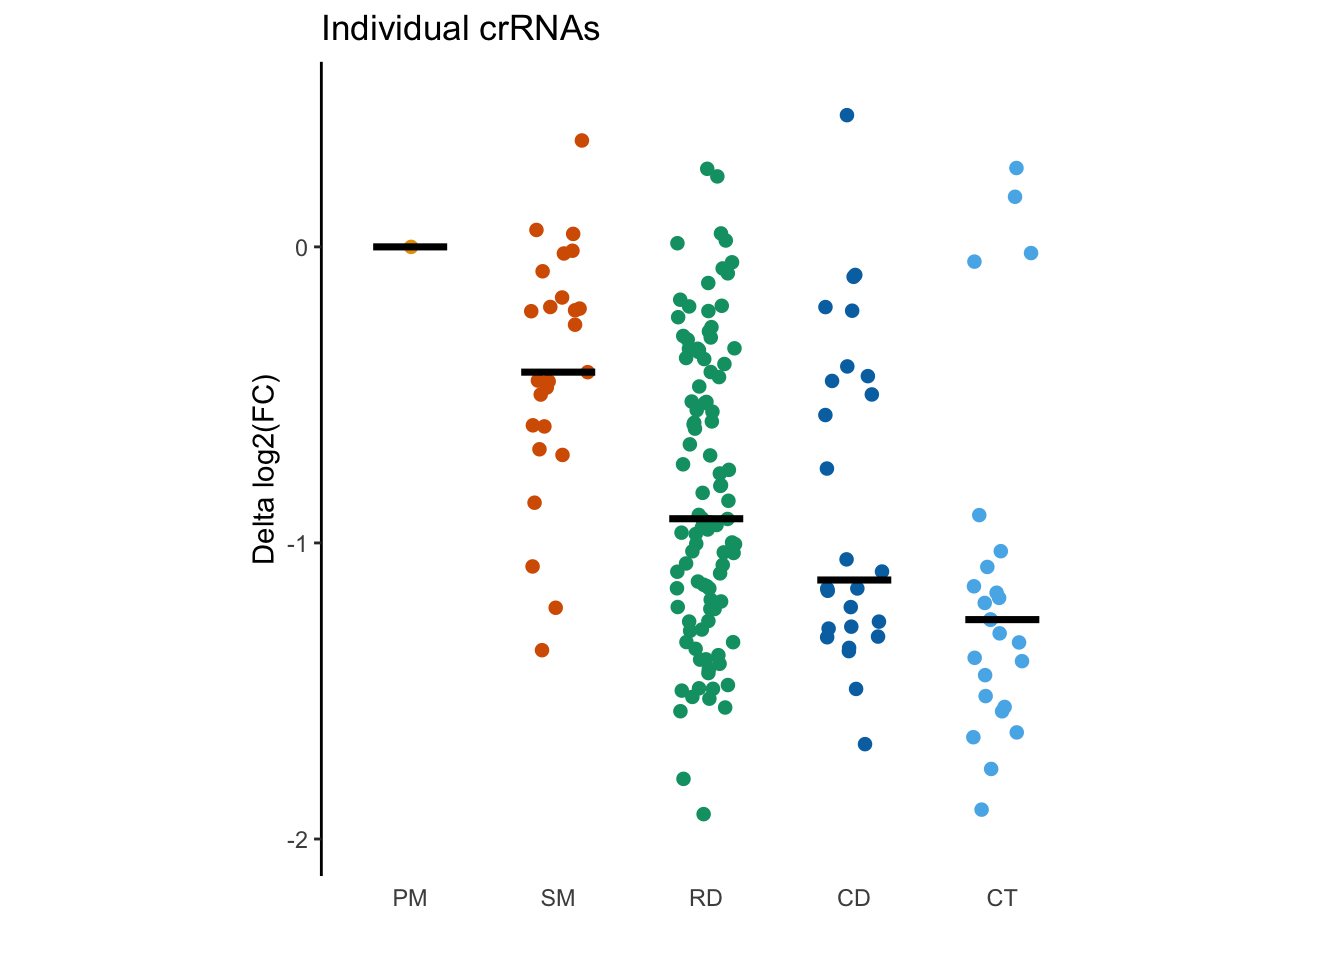 Individual crRNAs
Delta log2(FC)
0
-1
-2
PM SM RD CD CT